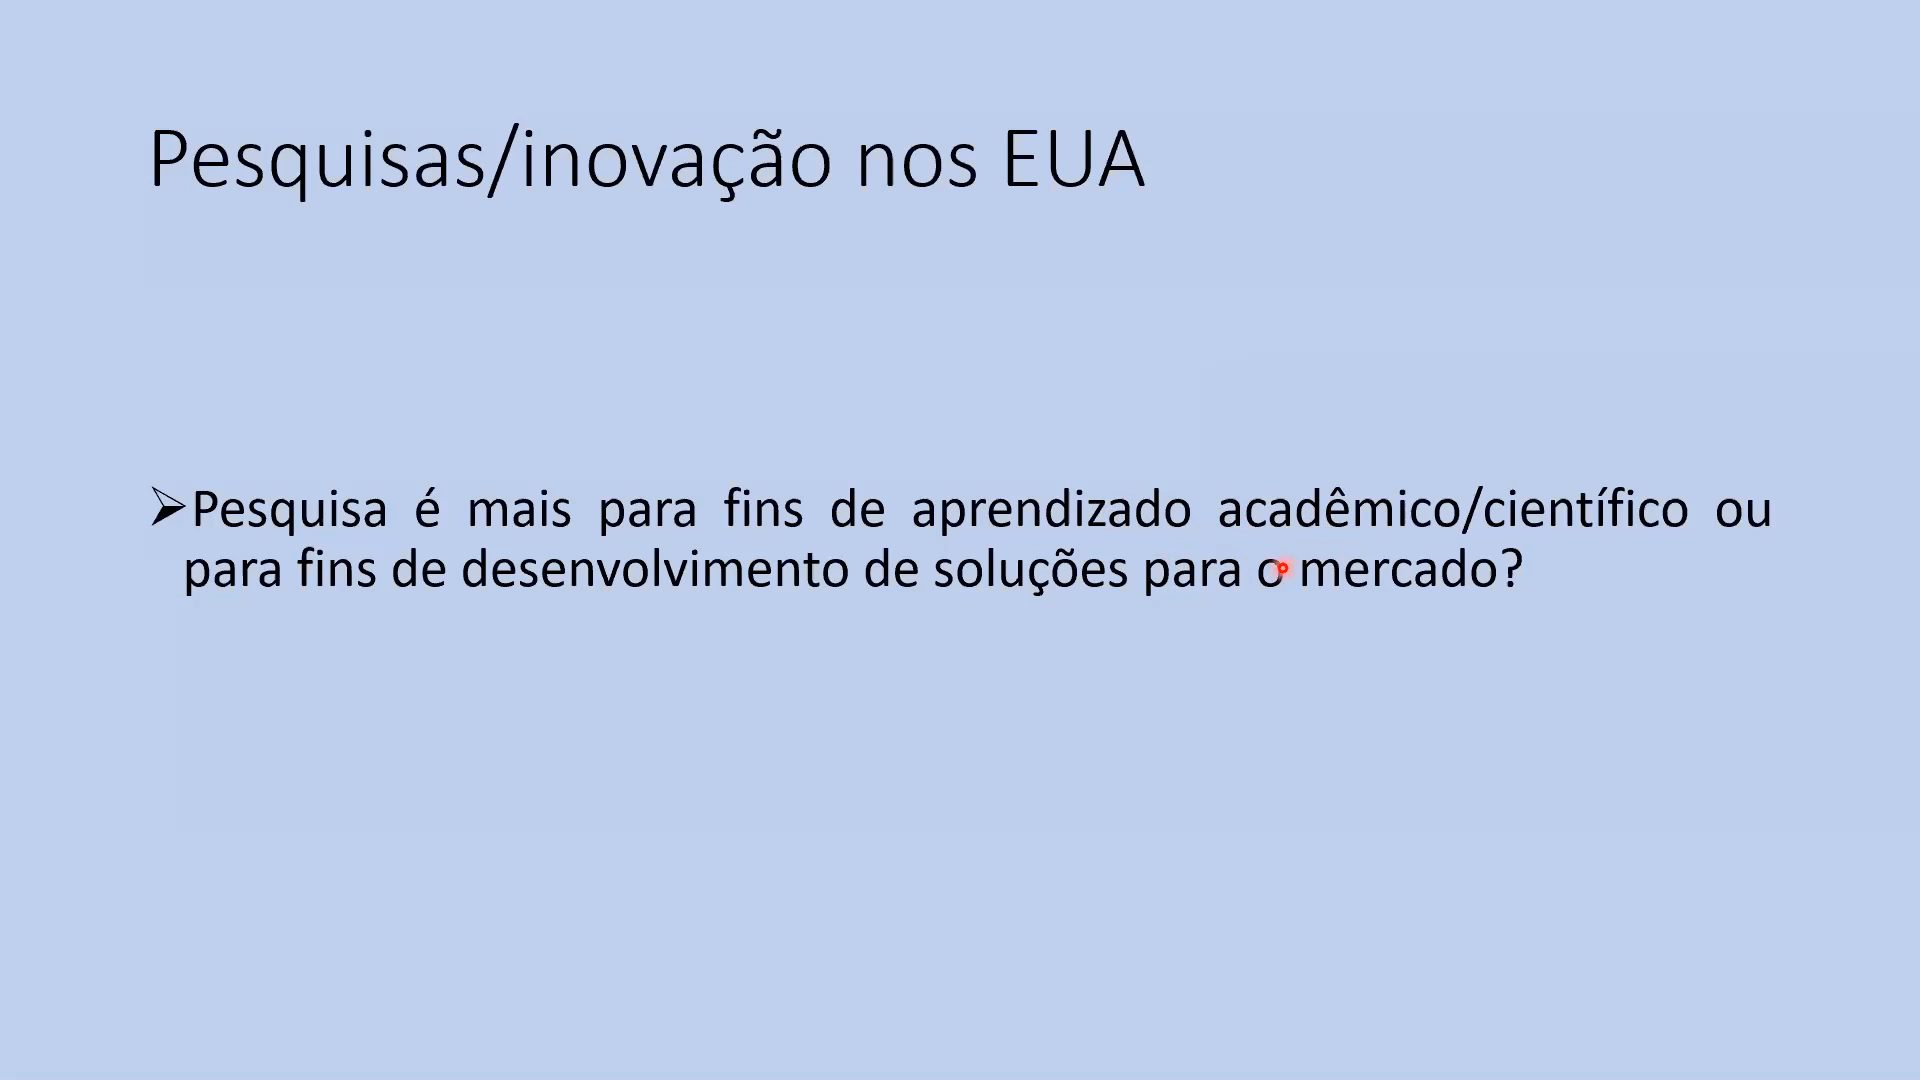 Pesquisas/inovação nos EUA
➢Pesquisa é mais para fins de aprendizado acadêmico/científico ou
para fins de desenvolvimento de soluções para o mercado?